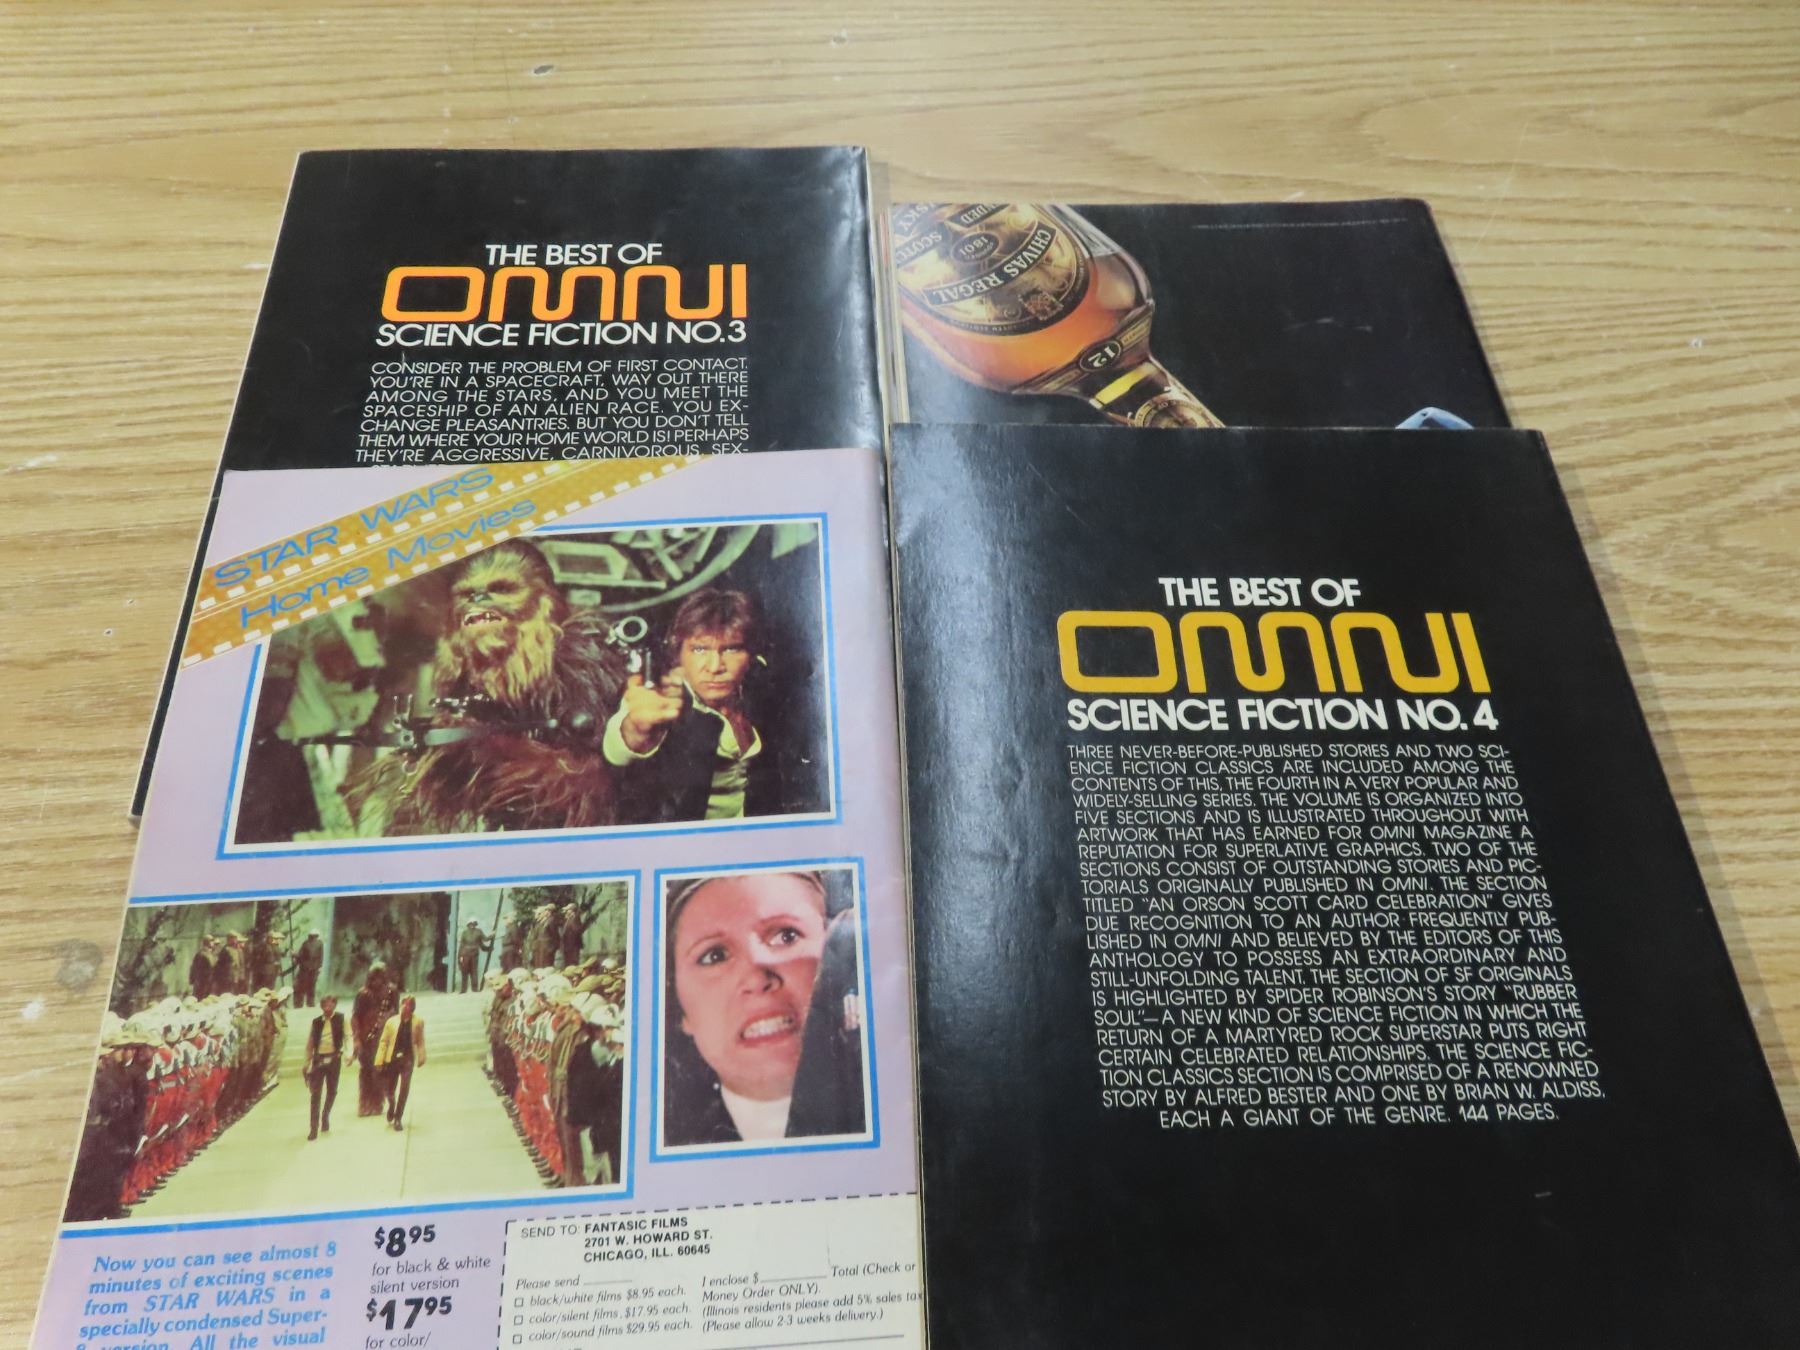 THE BEST OF
OMNI
SCIENCE FICTION NO.3
CONSIDER THE PROBLEM OF FIRST CONTACT.
YOU'RE IN A SPACECRAFT, WAY OUT THERE
AMONG THE STARS, AND YOU MEET THE
SPACESHIP OF AN ALIEN RACE. YOU EX-
CHANGE PLEASANTRIES. BUT YOU DON'T TELL
THEM WHERE YOUR HOME WORLD IS! PERHAPS
THEY'RE AGGRESSIVE, CARNIVOROUS, SEX-
CHIVAS REGAL
1801
SCOTCH
12
STAR WARS
Home Movies
Now you can see almost 8
minutes of exciting scenes
from STAR WARS in a
specially condensed Super-
8 version. All the visual
$8.95
for black & white
silent version
$17.95
for color/
SEND TO: FANTASIC FILMS
2701 W. HOWARD ST.
CHICAGO, ILL. 60645
Please send
black/white films $8.95 each.
color/silent films, $17.95 each.
color/sound films $29.95 each.
I enclose $ Total (Check or
Money Order ONLY).
(Illinois residents please add 5% sales tax
(Please allow 2-3 weeks delivery.)
THE BEST OF
OMNI
SCIENCE FICTION NO. 4
THREE NEVER-BEFORE-PUBLISHED STORIES AND TWO SCI-
ENCE FICTION CLASSICS ARE INCLUDED AMONG THE
CONTENTS OF THIS, THE FOURTH IN A VERY POPULAR AND
WIDELY-SELLING SERIES. THE VOLUME IS ORGANIZED INTO
FIVE SECTIONS AND IS ILLUSTRATED THROUGHOUT WITH
ARTWORK THAT HAS EARNED FOR OMNI MAGAZINE A
REPUTATION FOR SUPERLATIVE GRAPHICS. TWO OF THE
SECTIONS CONSIST OF OUTSTANDING STORIES AND PIC-
TORIALS ORIGINALLY PUBLISHED IN OMNI. THE SECTION
TITLED "AN ORSON SCOTT CARD CELEBRATION" GIVES
DUE RECOGNITION TO AN AUTHOR FREQUENTLY PUB-
LISHED IN OMNI AND BELIEVED BY THE EDITORS OF THIS
ANTHOLOGY TO POSSESS AN EXTRAORDINARY AND
STILL-UNFOLDING TALENT. THE SECTION OF SF ORIGINALS
IS HIGHLIGHTED BY SPIDER ROBINSON'S STORY "RUBBER
SOUL"—A NEW KIND OF SCIENCE FICTION IN WHICH THE
RETURN OF A MARTYRED ROCK SUPERSTAR PUTS RIGHT
CERTAIN CELEBRATED RELATIONSHIPS. THE SCIENCE FIC-
TION CLASSICS SECTION IS COMPRISED OF A RENOWNED
STORY BY ALFRED BESTER AND ONE BY BRIAN W. ALDISS,
EACH A GIANT OF THE GENRE. 144 PAGES.